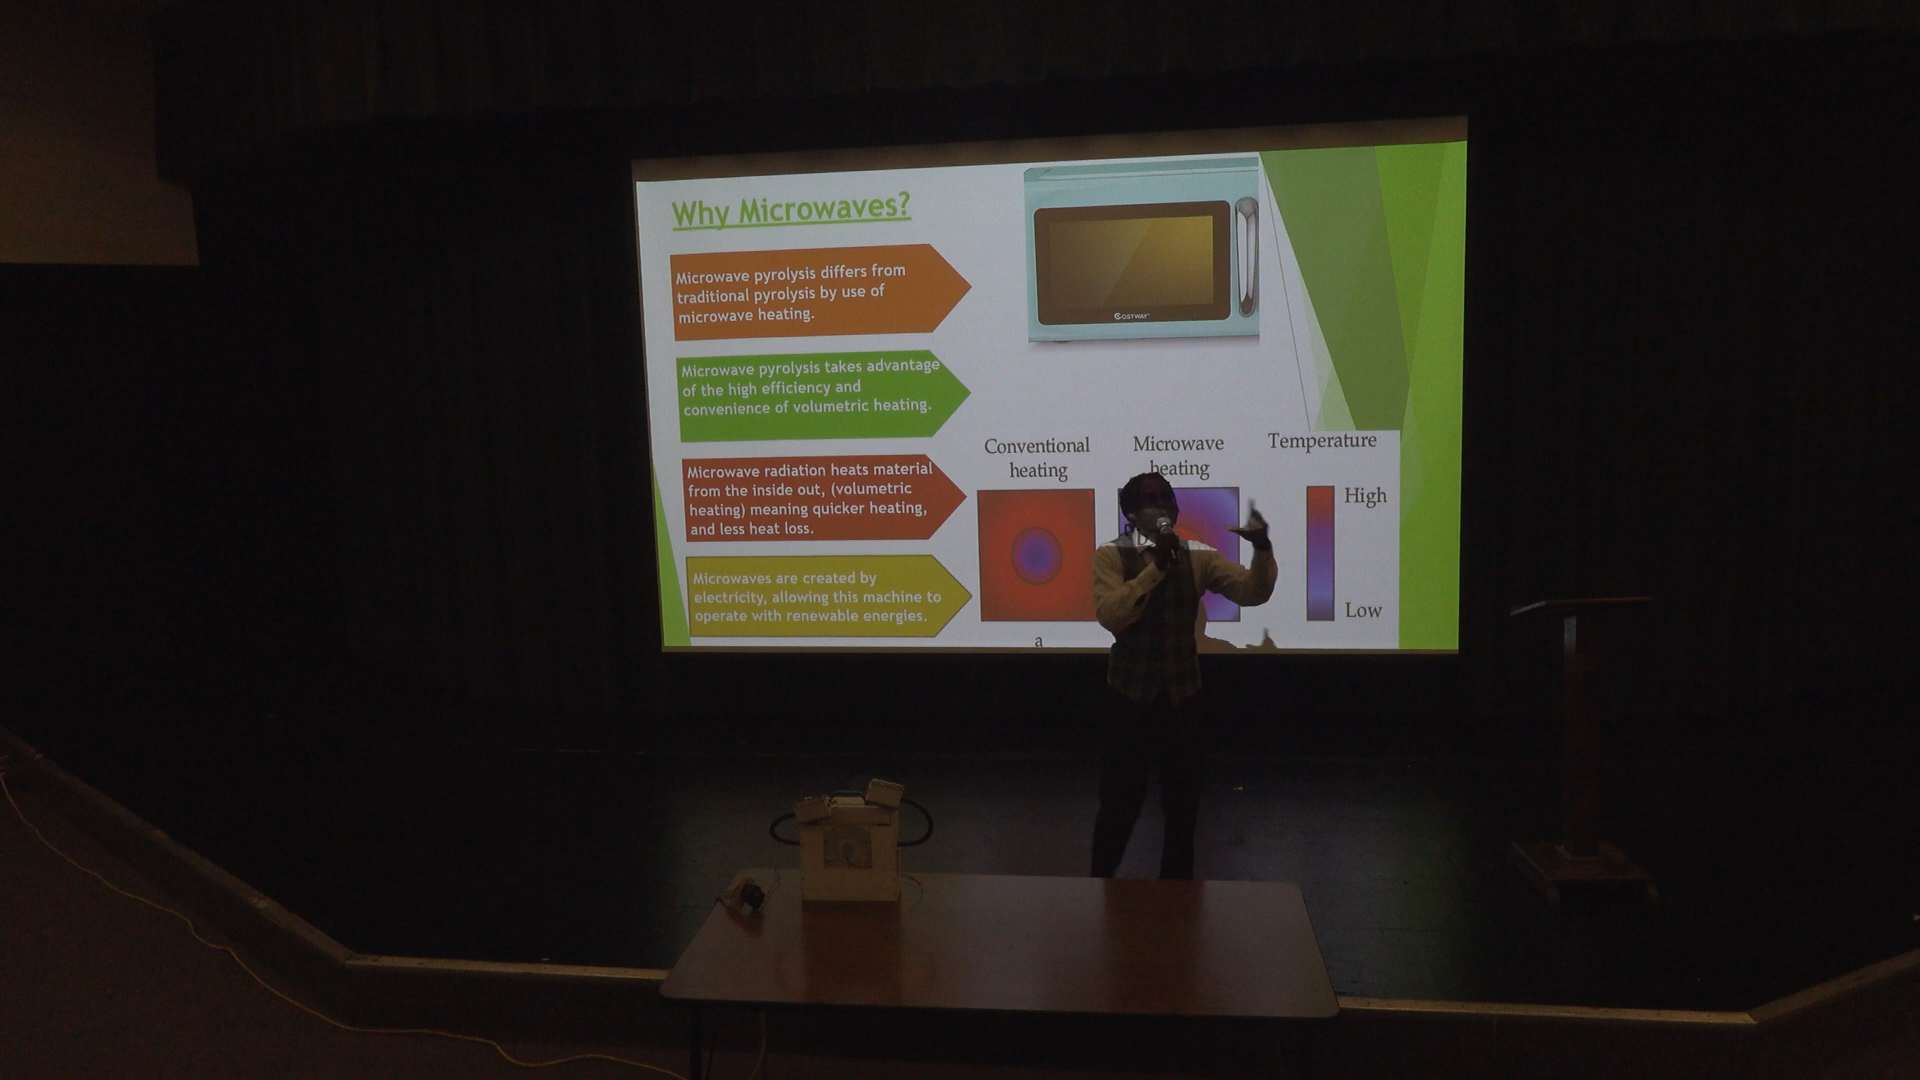 Why Microwaves?
Microwave pyrolysis differs from
traditional pyrolysis by use of
microwave heating.
Microwave pyrolysis takes advantage
of the high efficiency and
convenience of volumetric heating.
Microwave radiation heats material
from the inside out, (volumetric
heating) meaning quicker heating,
and less heat loss.
Microwaves are created by
electricity, allowing this machine to
operate with renewable energies.
COSTWAY
Conventional
heating
Microwave
heating
Temperature
High
Low
a